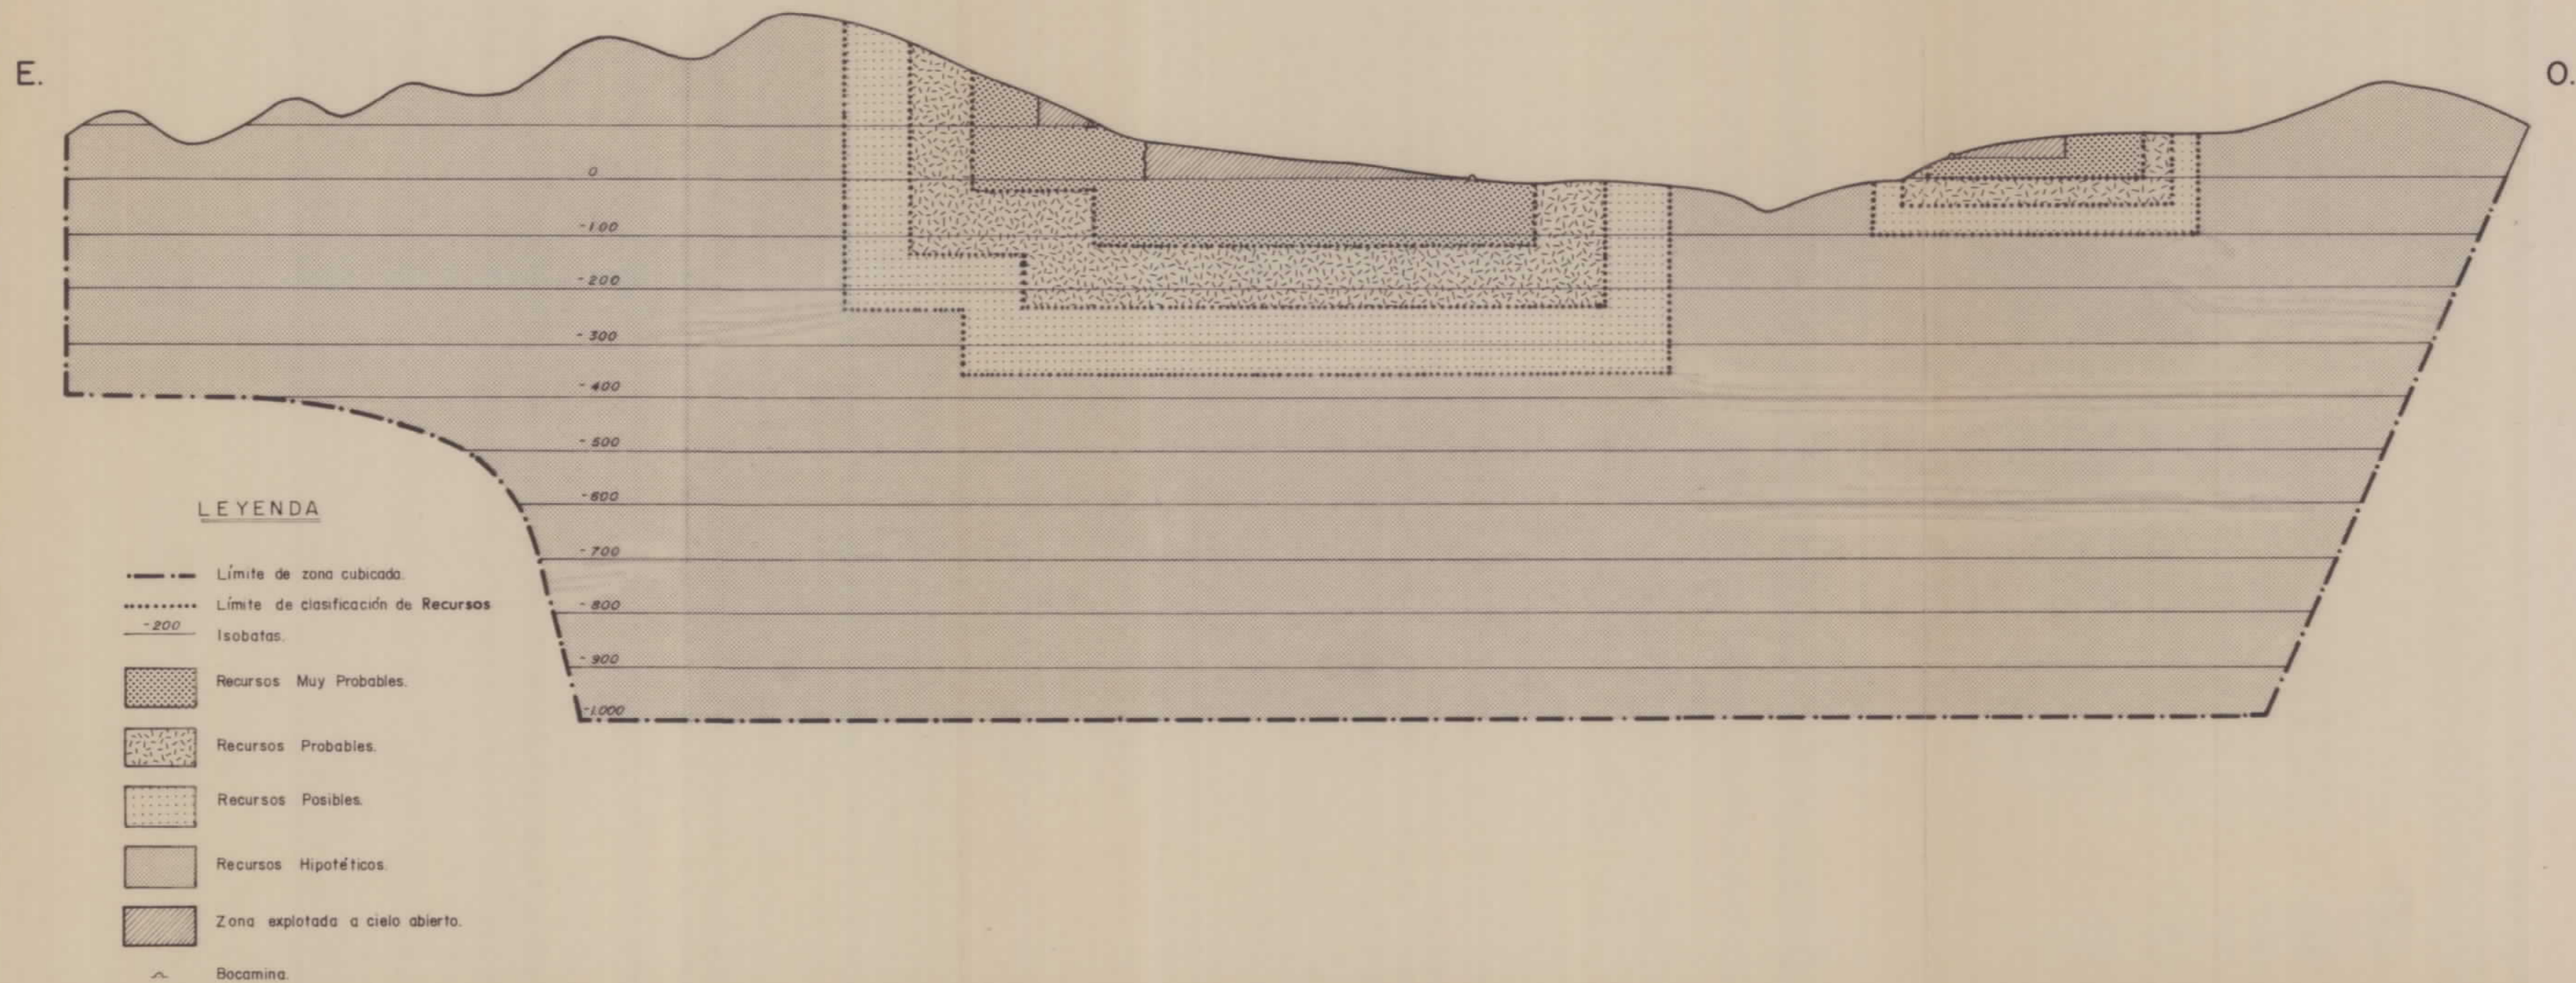 E.
O.
0
-100
-200
-300
-400
-500
-600
-700
-800
-900
-1.000
LEYENDA
Límite de zona cubicada.
Límite de clasificación de Recursos
-200 Isobatas.
Recursos Muy Probables.
Recursos Probables.
Recursos Posibles.
Recursos Hipotéticos.
Zona explotada a cielo abierto.
Bocamina.